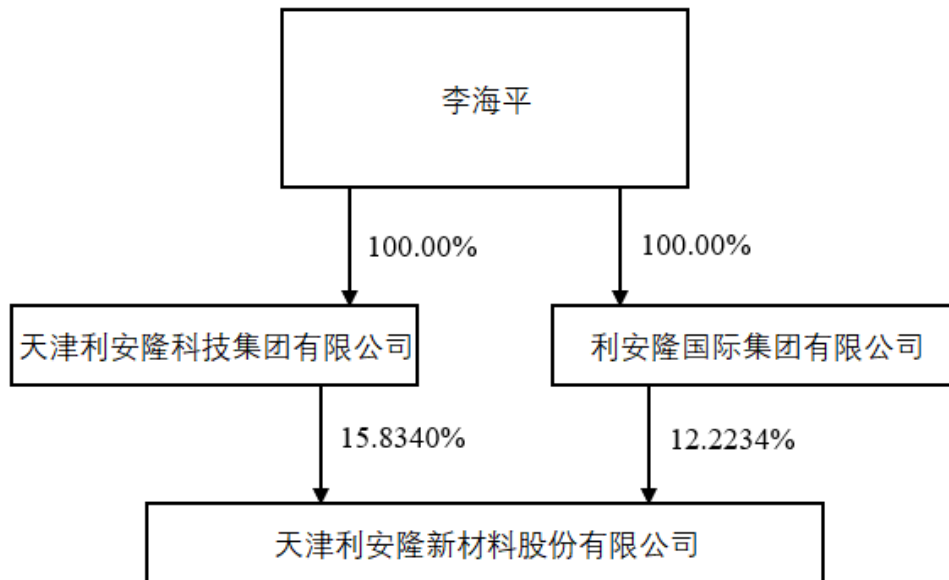 李海平
100.00%
100.00%
天津利安隆科技集团有限公司
利安隆国际集团有限公司
15.8340%
12.2234%
天津利安隆新材料股份有限公司